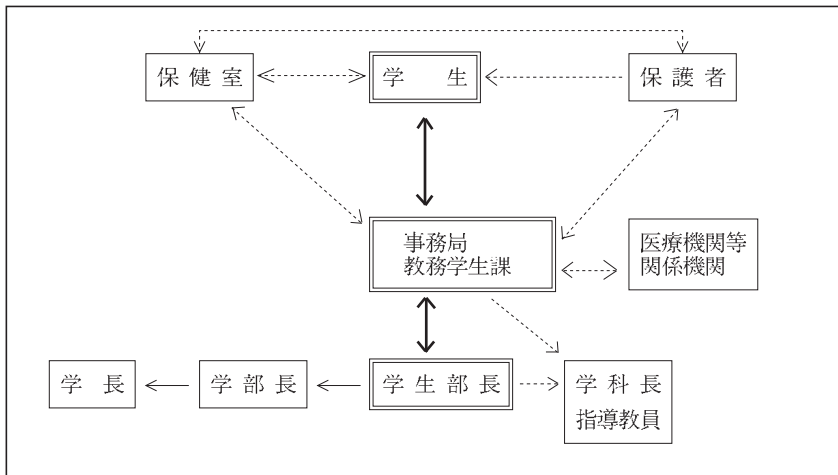 保健室
学生
保護者
事務局
教務学生課
医療機関等
関係機関
学長
学部長
学生部長
学科長
指導教員